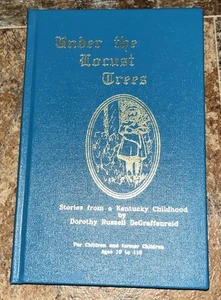 Under the
Locust
Trees
Stories from a Kentucky Childhood
by
Dorothy Russell DeGraffenreid
For Children and former Children
Ages 10 to 110